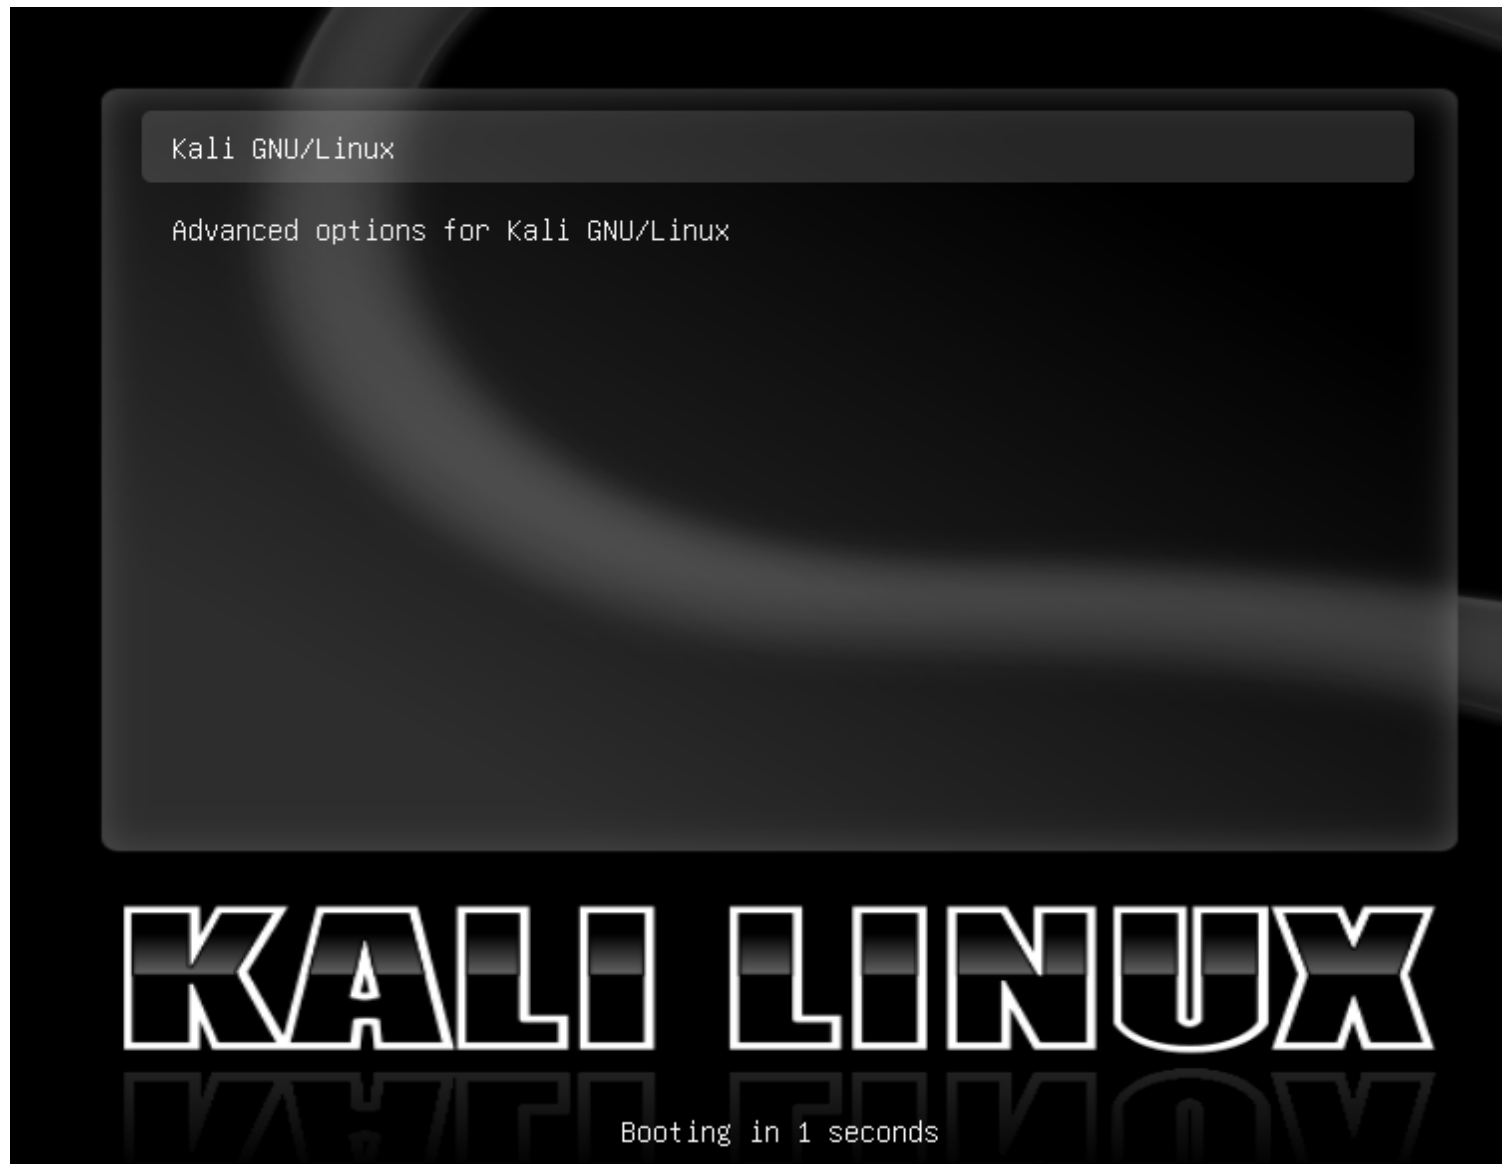 Kali GNU/Linux
Advanced options for Kali GNU/Linux
KALI LINUX
Booting in 1 seconds